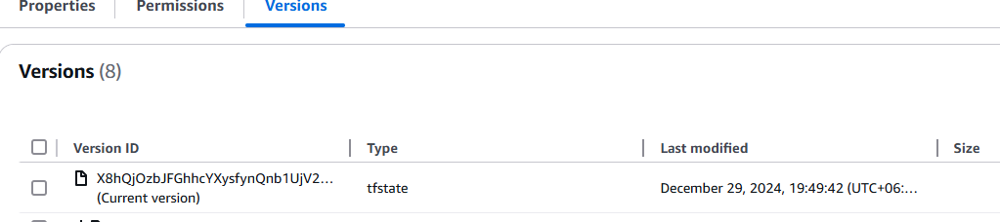 Properties Permissions Versions
Versions (8)
Version ID Type Last modified Size
X8hQjOzbJFGhhcYXysfynQnb1UjV2... tfstate December 29, 2024, 19:49:42 (UTC+06:...
(Current version)